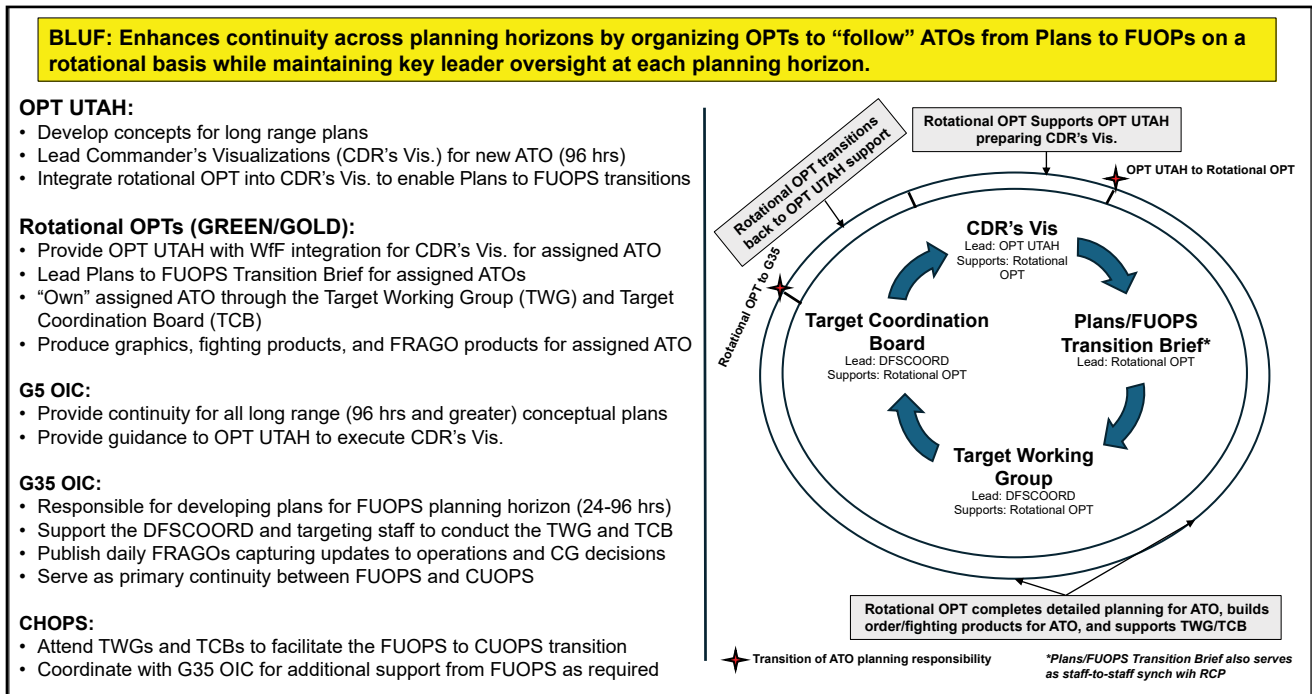 BLUF: Enhances continuity across planning horizons by organizing OPTs to “follow” ATOs from Plans to FUOPs on a
rotational basis while maintaining key leader oversight at each planning horizon.
OPT UTAH:
• Develop concepts for long range plans
• Lead Commander’s Visualizations (CDR’s Vis.) for new ATO (96 hrs)
• Integrate rotational OPT into CDR’s Vis. to enable Plans to FUOPS transitions
Rotational OPTs (GREEN/GOLD):
• Provide OPT UTAH with WfF integration for CDR’s Vis. for assigned ATO
• Lead Plans to FUOPS Transition Brief for assigned ATOs
• “Own” assigned ATO through the Target Working Group (TWG) and Target
Coordination Board (TCB)
• Produce graphics, fighting products, and FRAGO products for assigned ATO
G5 OIC:
• Provide continuity for all long range (96 hrs and greater) conceptual plans
• Provide guidance to OPT UTAH to execute CDR’s Vis.
G35 OIC:
• Responsible for developing plans for FUOPS planning horizon (24-96 hrs)
• Support the DFSCOORD and targeting staff to conduct the TWG and TCB
• Publish daily FRAGOs capturing updates to operations and CG decisions
• Serve as primary continuity between FUOPS and CUOPS
CHOPS:
• Attend TWGs and TCBs to facilitate the FUOPS to CUOPS transition
• Coordinate with G35 OIC for additional support from FUOPS as required
Rotational OPT Supports OPT UTAH
preparing CDR’s Vis.
Rotational OPT transitions
back to OPT UTAH support
OPT UTAH to Rotational OPT
Rotational OPT to G35
CDR’s Vis
Lead: OPT UTAH
Supports: Rotational
OPT
Target Coordination
Board
Lead: DFSCOORD
Supports: Rotational OPT
Plans/FUOPS
Transition Brief*
Lead: Rotational OPT
Target Working
Group
Lead: DFSCOORD
Supports: Rotational OPT
Rotational OPT completes detailed planning for ATO, builds
order/fighting products for ATO, and supports TWG/TCB
Transition of ATO planning responsibility
*Plans/FUOPS Transition Brief also serves
as staff-to-staff synch wih RCP